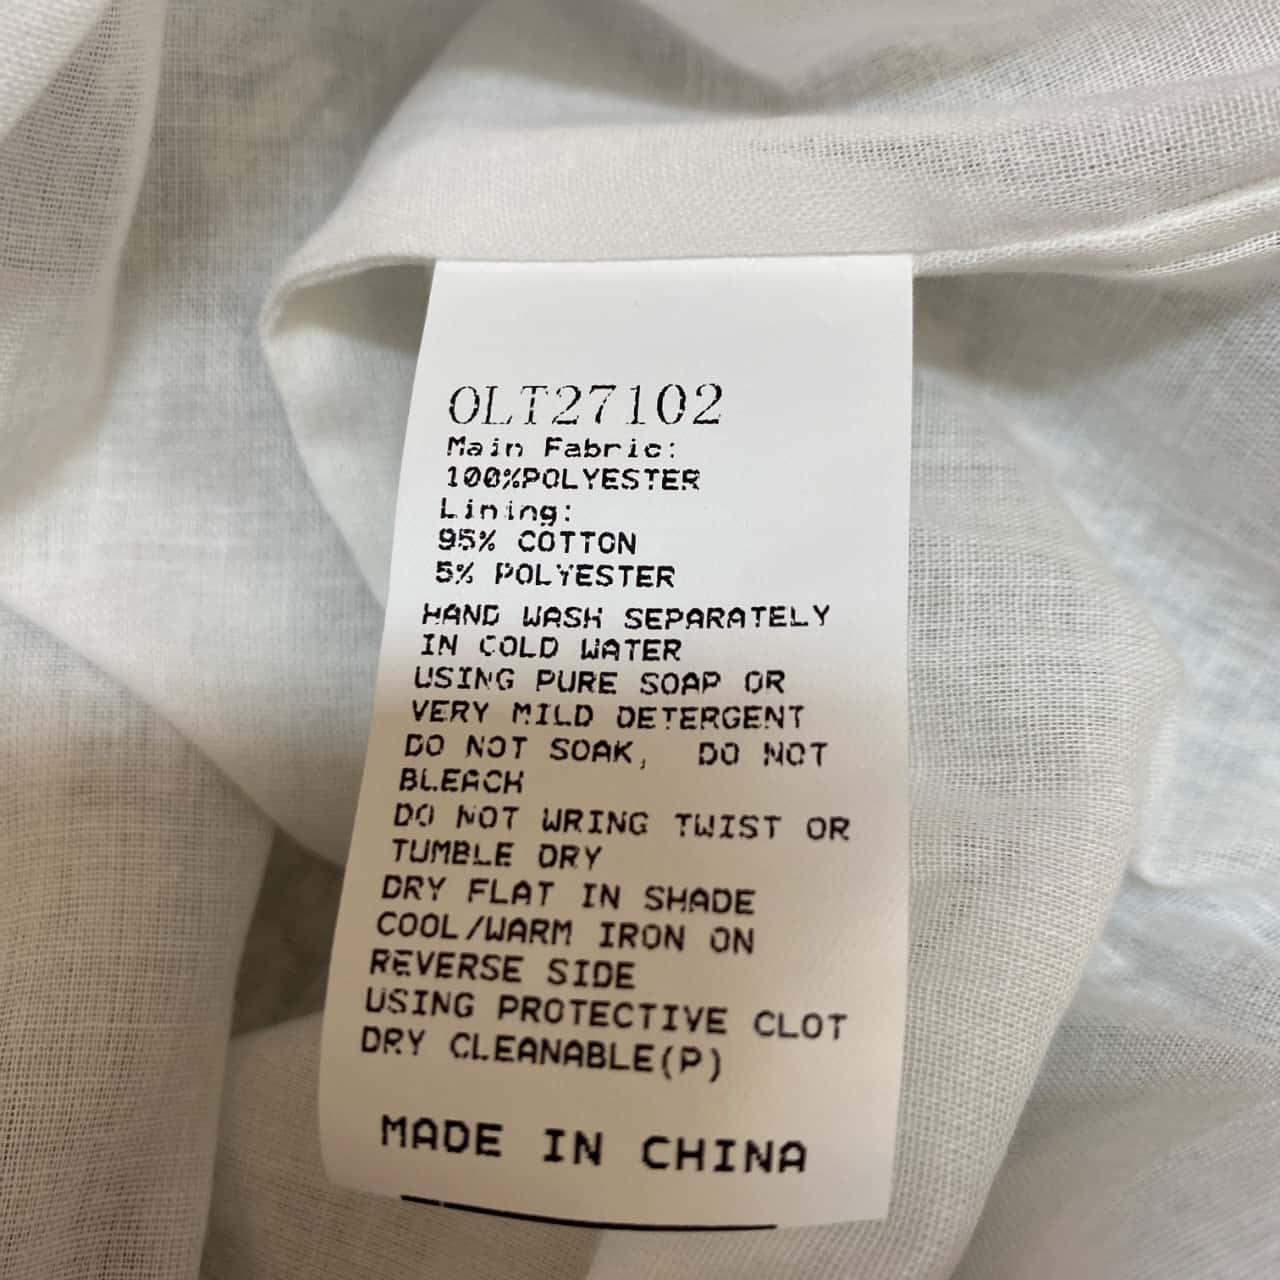 OLT27102
Main Fabric:
100%POLYESTER
Lining:
95% COTTON
5% POLYESTER
HAND WASH SEPARATELY
IN COLD WATER
USING PURE SOAP OR
VERY MILD DETERGENT
DO NOT SOAK, DO NOT
BLEACH
DO NOT WRING TWIST OR
TUMBLE DRY
DRY FLAT IN SHADE
COOL/WARM IRON ON
REVERSE SIDE
USING PROTECTIVE CLOT
DRY CLEANABLE(P)
MADE IN CHINA